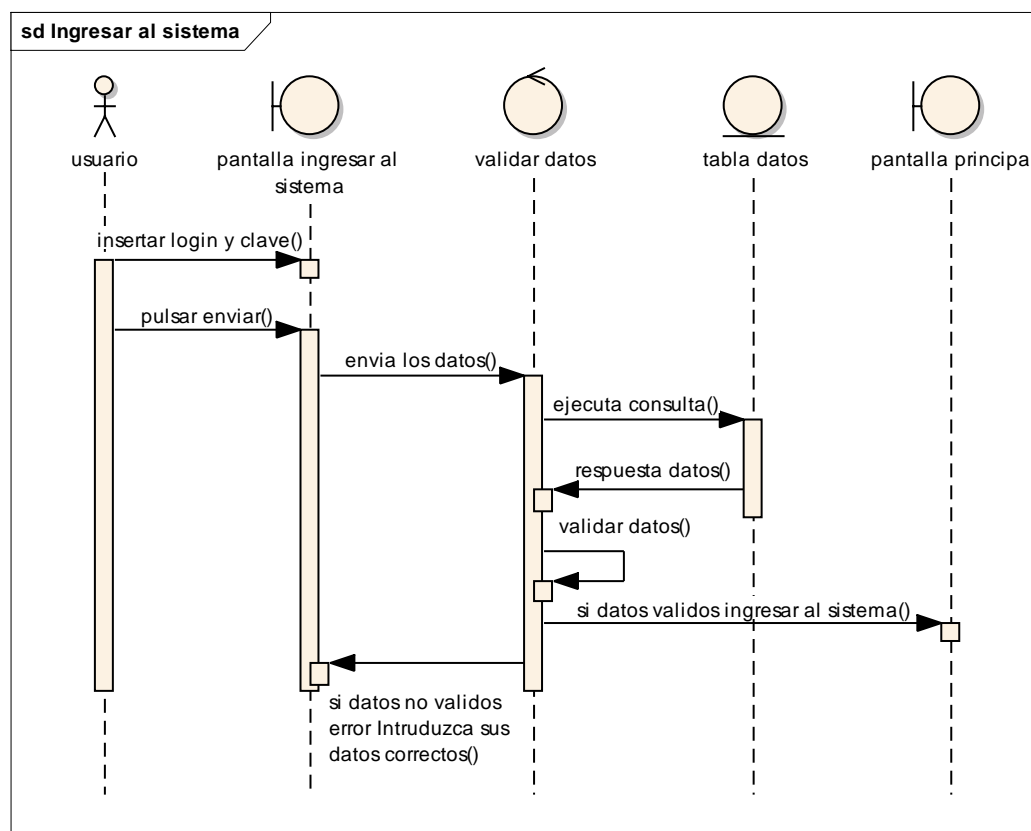 sd Ingresar al sistema
usuario
pantalla ingresar al
sistema
validar datos
tabla datos
pantalla principa
insertar login y clave()
pulsar enviar()
envia los datos()
ejecuta consulta()
respuesta datos()
validar datos()
si datos validos ingresar al sistema()
si datos no validos
error Intruduzca sus
datos correctos()